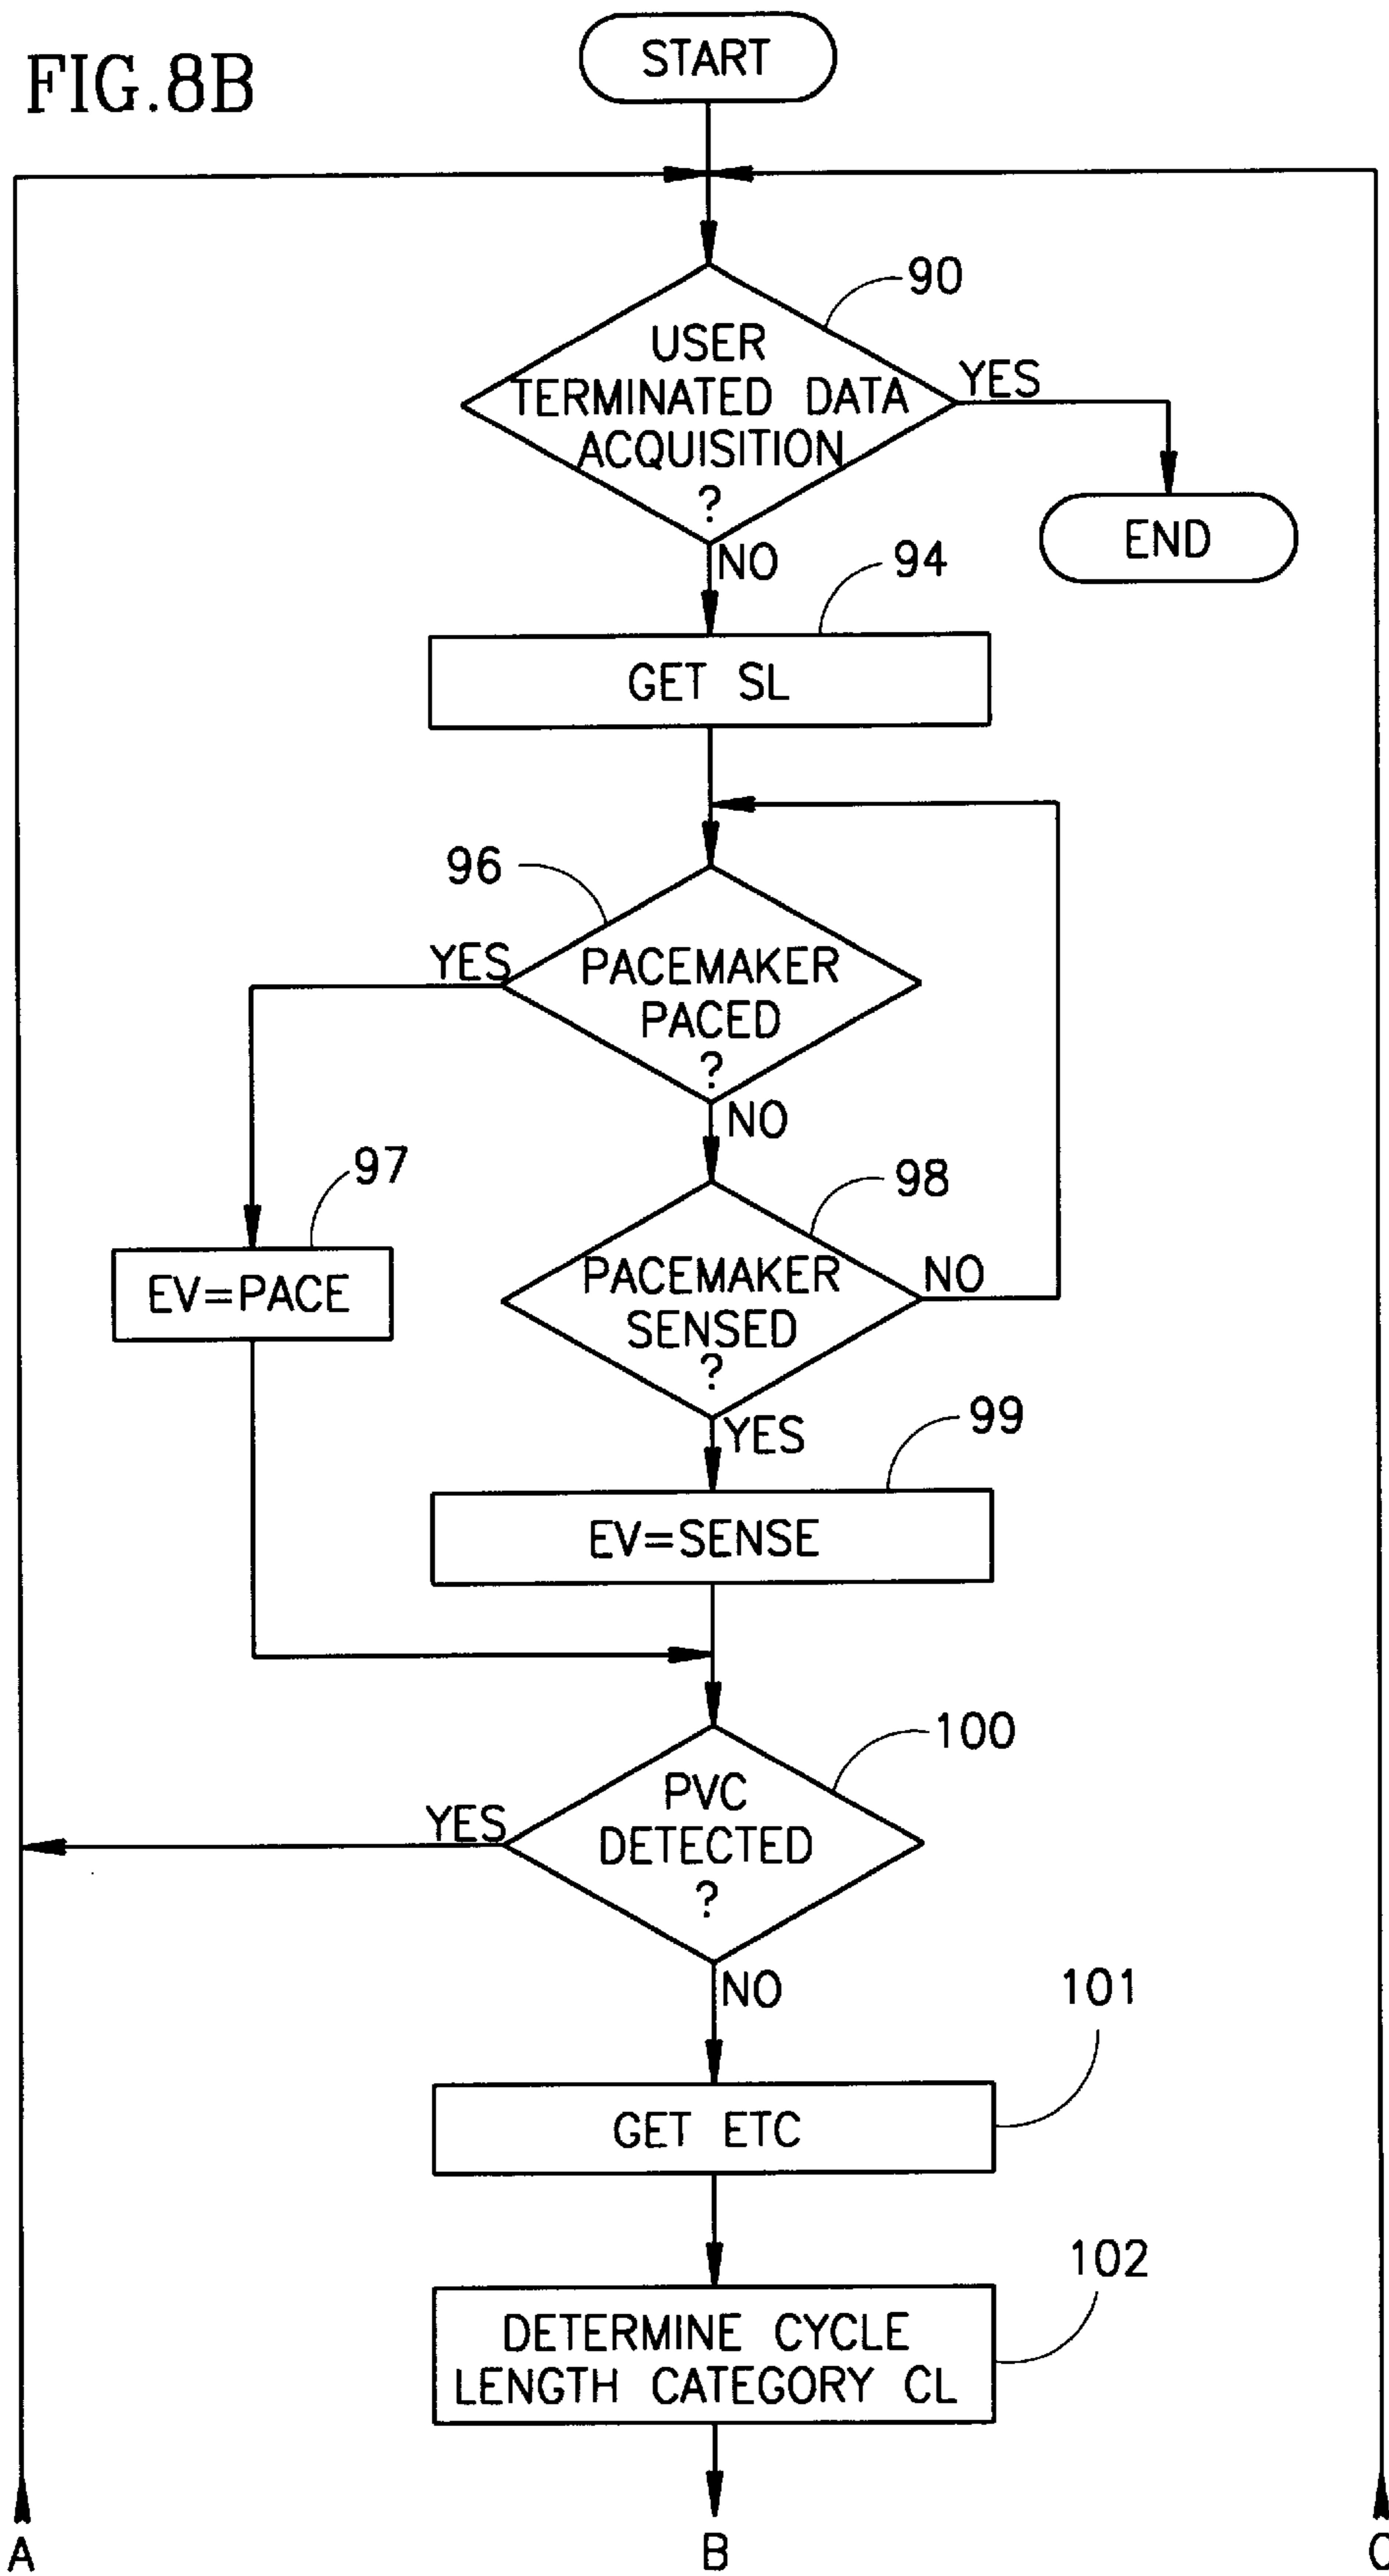 FIG.8B
START
90
USER
TERMINATED DATA
ACQUISITION
?
YES
END
NO
94
GET SL
96
YES
PACEMAKER
PACED
?
NO
97
EV=PACE
98
PACEMAKER
SENSED
?
NO
YES
99
EV=SENSE
100
PVC
DETECTED
?
YES
NO
101
GET ETC
102
DETERMINE CYCLE
LENGTH CATEGORY CL
A
B
C